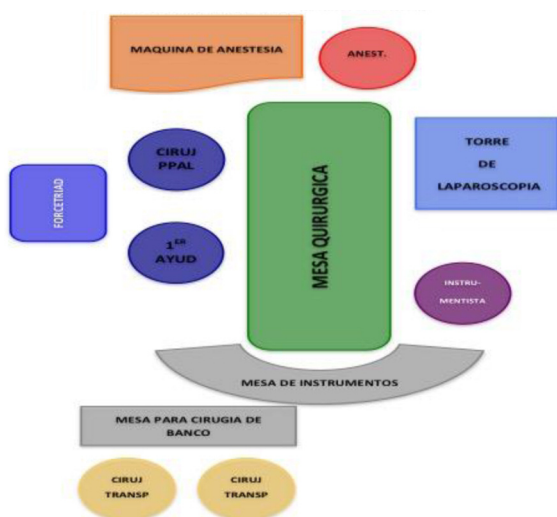 MAQUINA DE ANESTESIA
ANEST.
CIRUJ
PPAL
TORRE
DE
LAPAROSCOPIA
FORCETRIAD
MESA QUIRURGICA
1ER
AYUD
INSTRU-
MENTISTA
MESA DE INSTRUMENTOS
MESA PARA CIRUGIA DE
BANCO
CIRUJ
TRANSP
CIRUJ
TRANSP